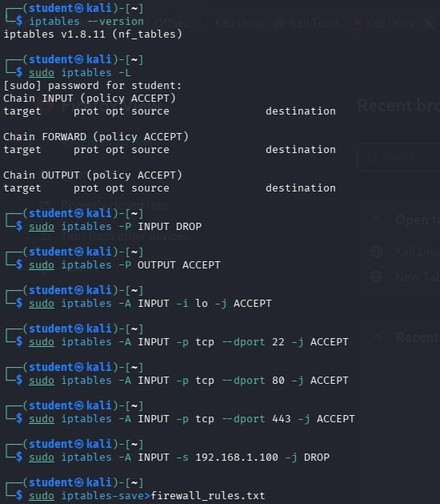 ┌──(student㉿kali)-[~]
└─$ iptables --version
iptables v1.8.11 (nf_tables)
┌──(student㉿kali)-[~]
└─$ sudo iptables -L
[sudo] password for student:
Chain INPUT (policy ACCEPT)
target     prot opt source               destination
Chain FORWARD (policy ACCEPT)
target     prot opt source               destination
Chain OUTPUT (policy ACCEPT)
target     prot opt source               destination
┌──(student㉿kali)-[~]
└─$ sudo iptables -P INPUT DROP
┌──(student㉿kali)-[~]
└─$ sudo iptables -P OUTPUT ACCEPT
┌──(student㉿kali)-[~]
└─$ sudo iptables -A INPUT -i lo -j ACCEPT
┌──(student㉿kali)-[~]
└─$ sudo iptables -A INPUT -p tcp --dport 22 -j ACCEPT
┌──(student㉿kali)-[~]
└─$ sudo iptables -A INPUT -p tcp --dport 80 -j ACCEPT
┌──(student㉿kali)-[~]
└─$ sudo iptables -A INPUT -p tcp --dport 443 -j ACCEPT
┌──(student㉿kali)-[~]
└─$ sudo iptables -A INPUT -s 192.168.1.100 -j DROP
┌──(student㉿kali)-[~]
└─$ sudo iptables-save>firewall_rules.txt
Recent
Open
Recent